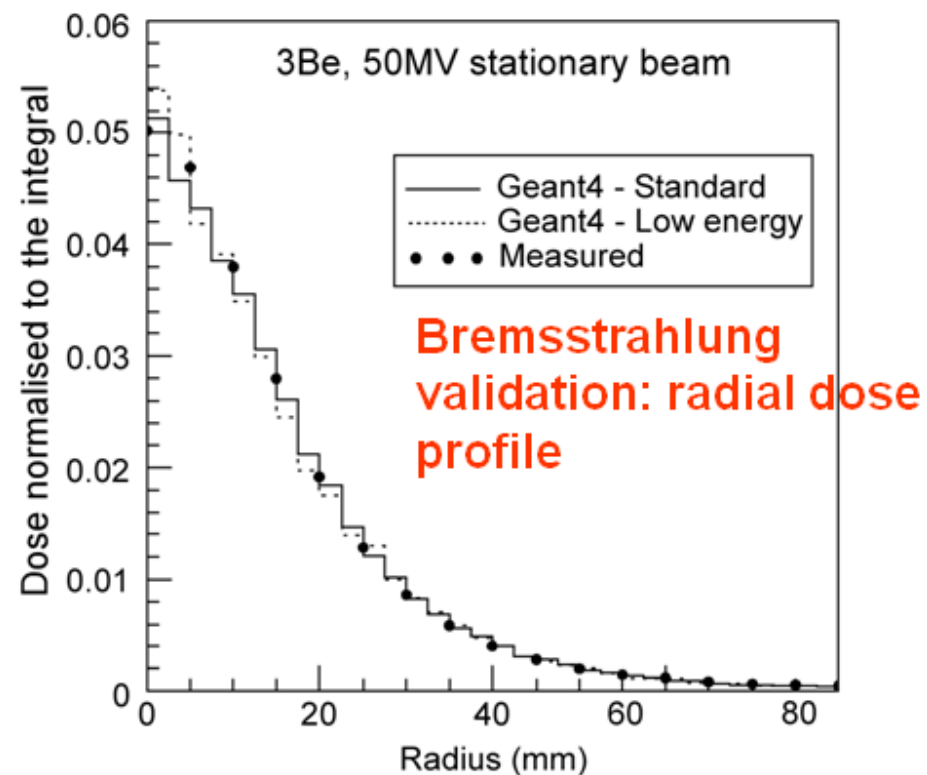 3Be, 50MV stationary beam
Geant4 - Standard
Geant4 - Low energy
Measured
Bremsstrahlung
validation: radial dose
profile
Dose normalised to the integral
0.06
0.05
0.04
0.03
0.02
0.01
0
0 20 40 60 80
Radius (mm)